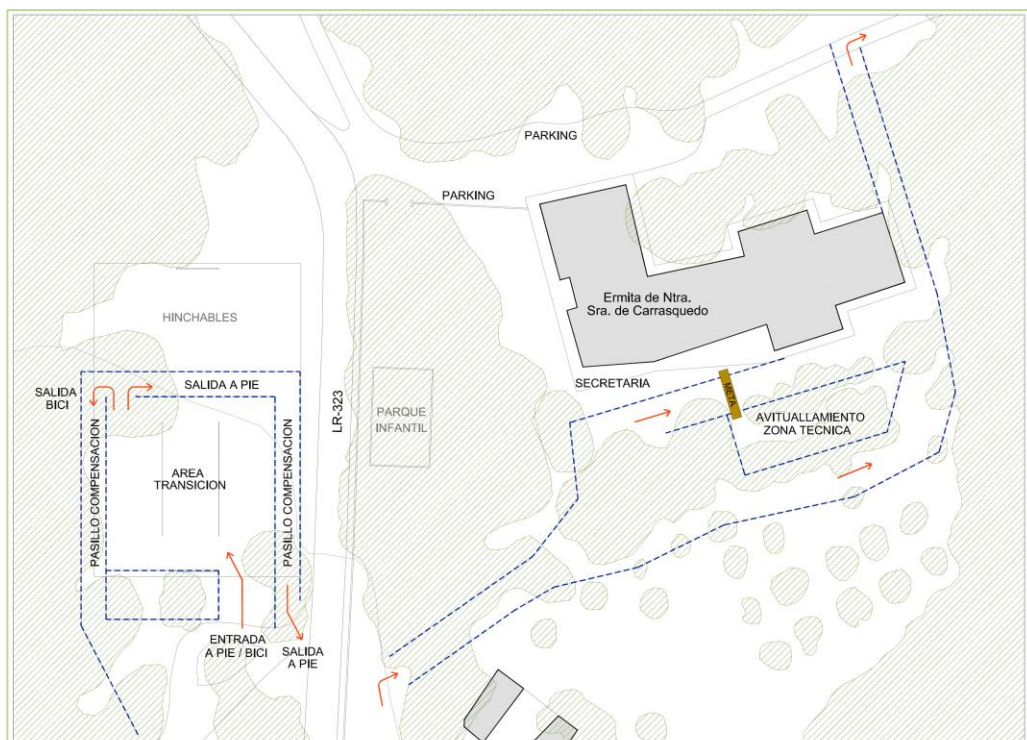 PARKING
PARKING
Ermita de Ntra.
Sra. de Carrasquedo
HINCHABLES
SALIDA
BICI
SALIDA A PIE
SECRETARIA
META
PARQUE
INFANTIL
LR-323
AVITUALLAMIENTO
ZONA TECNICA
PASILLO COMPENSACION
AREA
TRANSICION
PASILLO COMPENSACION
ENTRADA
A PIE / BICI
SALIDA
A PIE